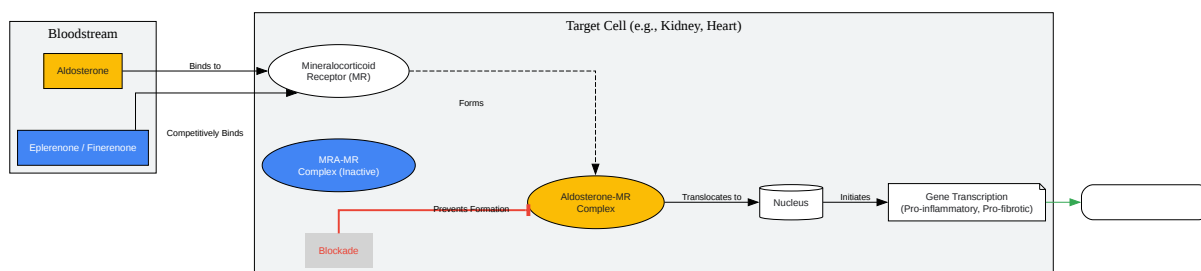 Target Cell (e.g., Kidney, Heart)
Bloodstream
Aldosterone
Binds to
Mineralocorticoid
Receptor (MR)
Forms
Competitively Binds
Eplerenone / Finerenone
MRA-MR
Complex (Inactive)
Aldosterone-MR
Complex
Translocates to
Nucleus
Initiates
Gene Transcription
(Pro-inflammatory, Pro-fibrotic)
Prevents Formation
Blockade